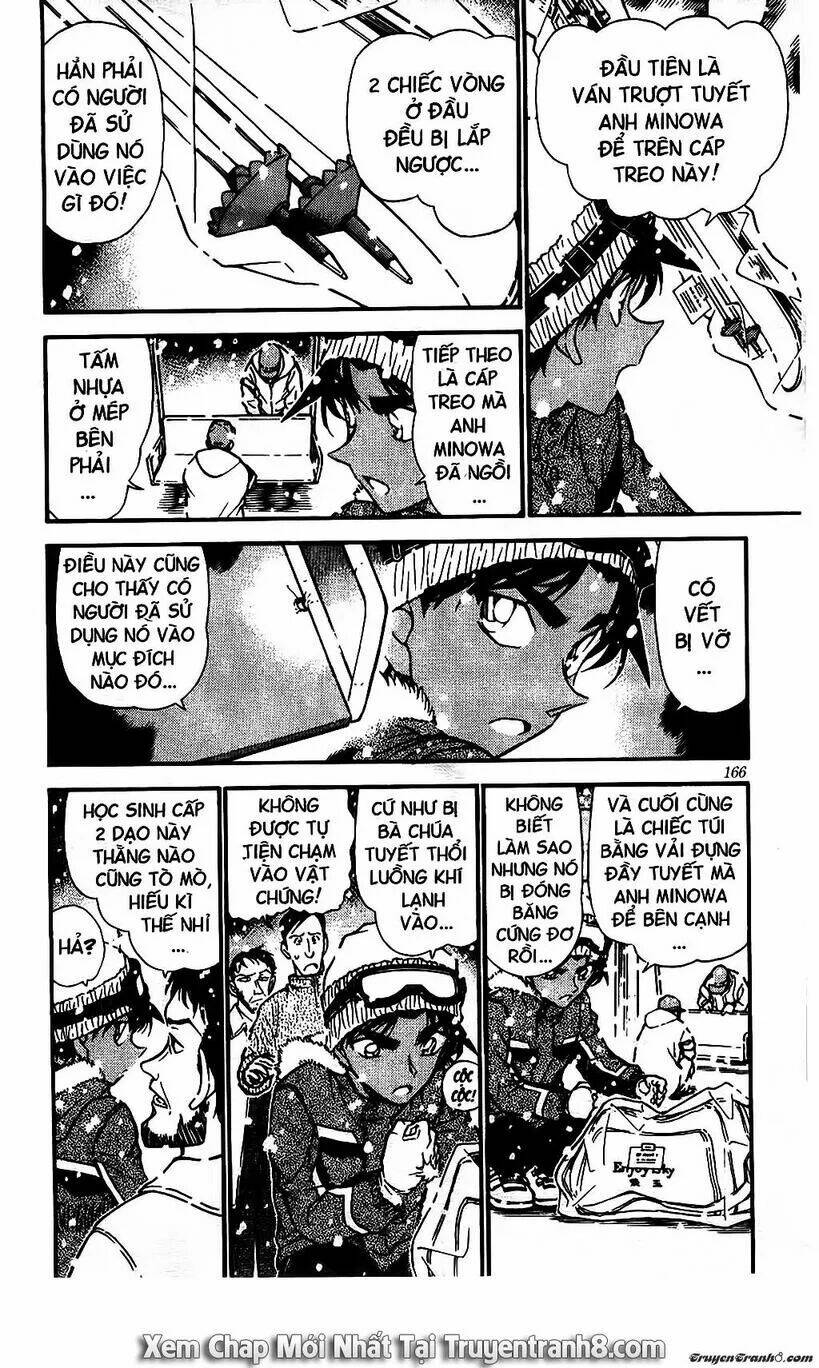 ĐẦU TIÊN LÀ
VÁN TRƯỢT TUYẾT
ANH MINOWA
ĐỂ TRÊN CÁP
TREO NÀY!
2 CHIẾC VÒNG
Ở ĐẦU
ĐỀU BỊ LẮP
NGƯỢC...
HẲN PHẢI
CÓ NGƯỜI
ĐÃ SỬ
DÙNG NÓ
VÀO VIỆC
GÌ ĐÓ!
TIẾP THEO
LÀ CÁP
TREO MÀ
ANH
MINOWA
ĐÃ NGỒI
...
TẤM
NHỰA
Ở MÉP
BÊN
PHẢI
...
CÓ
VẾT
BỊ VỠ
...
ĐIỀU NÀY CŨNG
CHO THẤY CÓ
NGƯỜI ĐÃ SỬ
DỤNG NÓ VÀO
MỤC ĐÍCH
NÀO ĐÓ...
166
VÀ CUỐI CÙNG
LÀ CHIẾC TÚI
BẰNG VẢI ĐỰNG
ĐẦY TUYẾT MÀ
ANH MINOWA
ĐỂ BÊN CẠNH
...
KHÔNG
BIẾT
LÀM SAO
NHƯNG NÓ
BỊ ĐÓNG
BĂNG
CỨNG ĐƠ
RỒI...
Enjoy sky
CỨ NHƯ BỊ
BÀ CHÚA
TUYẾT THỔI
LUỒNG KHÍ
LẠNH
VÀO...
CỘC
CỘC!
KHÔNG
ĐƯỢC TỰ
TIỆN CHẠM
VÀO VẬT
CHỨNG!
HỌC SINH CẤP
2 DẠO NÀY
THẰNG NÀO
CŨNG TÒ MÒ,
HIẾU KÌ
THẾ NHỈ
...
HẢ?
Xem Chap Mới Nhất Tại Truyentranh8.com
TruyenTranh8.com